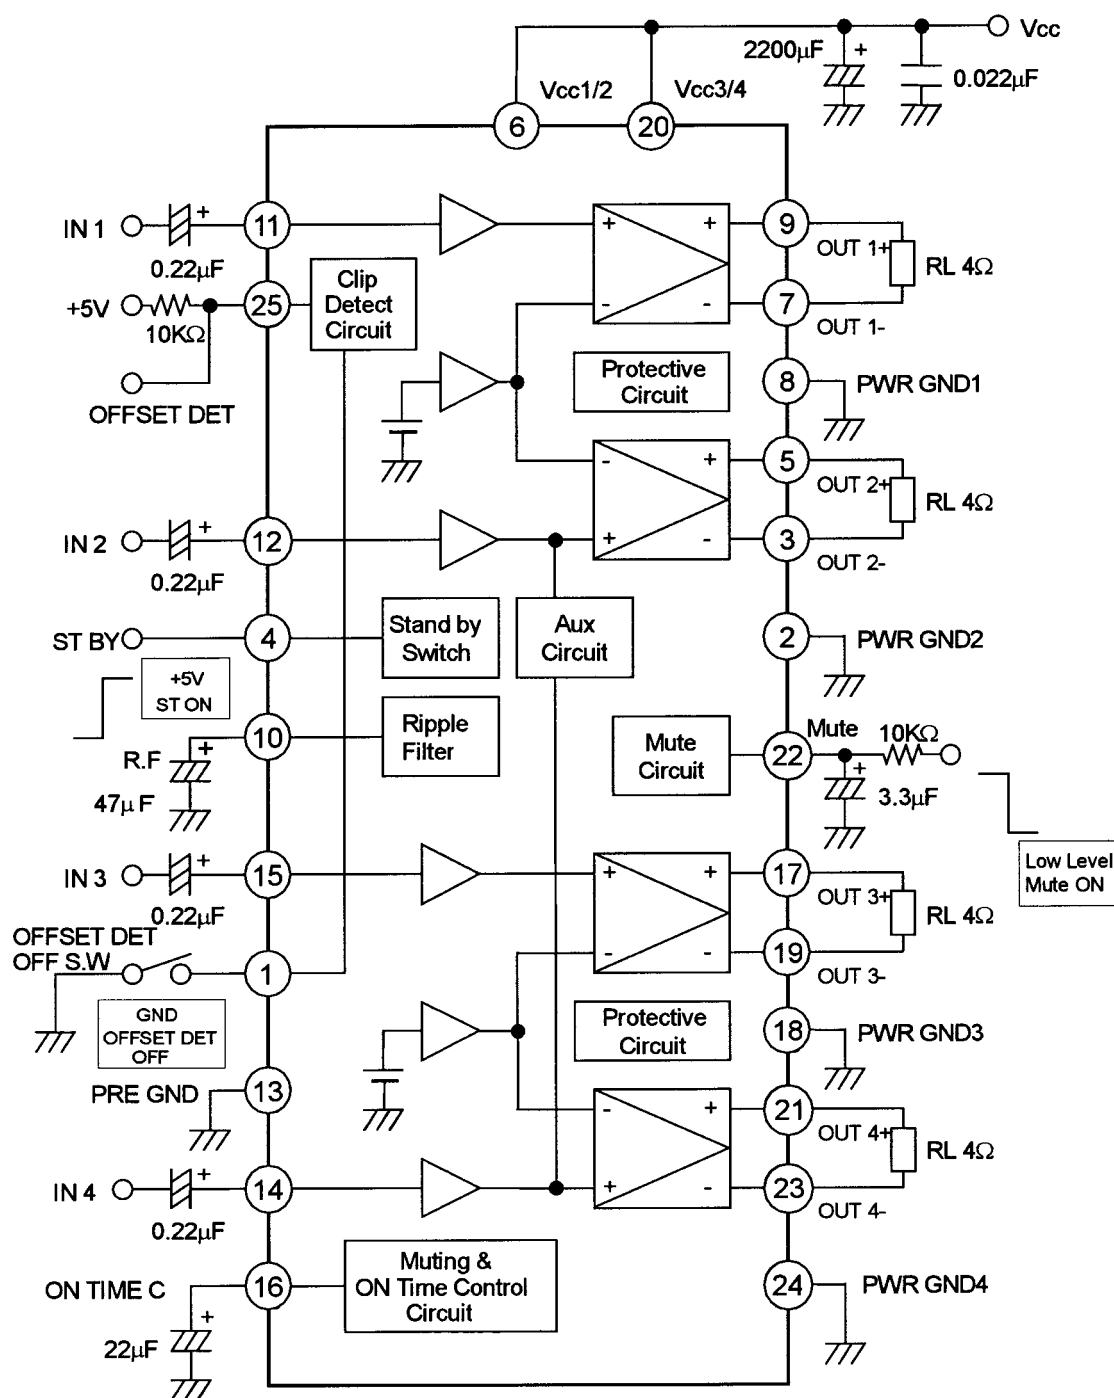 Vcc
2200µF +
0.022µF
Vcc1/2
Vcc3/4
6
20
IN 1
+
0.22µF
11
+ +
- -
9
OUT 1+
RL 4Ω
7
OUT 1-
+5V
10KΩ
25
Clip
Detect
Circuit
OFFSET DET
Protective
Circuit
8
PWR GND1
- +
+ -
5
OUT 2+
RL 4Ω
3
OUT 2-
IN 2
+
0.22µF
12
ST BY
4
Stand by
Switch
Aux
Circuit
2
PWR GND2
+5V
ST ON
10
Ripple
Filter
R.F
+
47µ F
Mute
Circuit
22
Mute
10KΩ
+
3.3µF
Low Level
Mute ON
IN 3
+
0.22µF
15
+ +
- -
17
OUT 3+
RL 4Ω
19
OUT 3-
OFFSET DET
OFF S.W
1
GND
OFFSET DET
OFF
Protective
Circuit
18
PWR GND3
PRE GND
13
- +
+ -
21
OUT 4+
RL 4Ω
23
OUT 4-
IN 4
+
0.22µF
14
ON TIME C
16
Muting &
ON Time Control
Circuit
+
22µF
24
PWR GND4